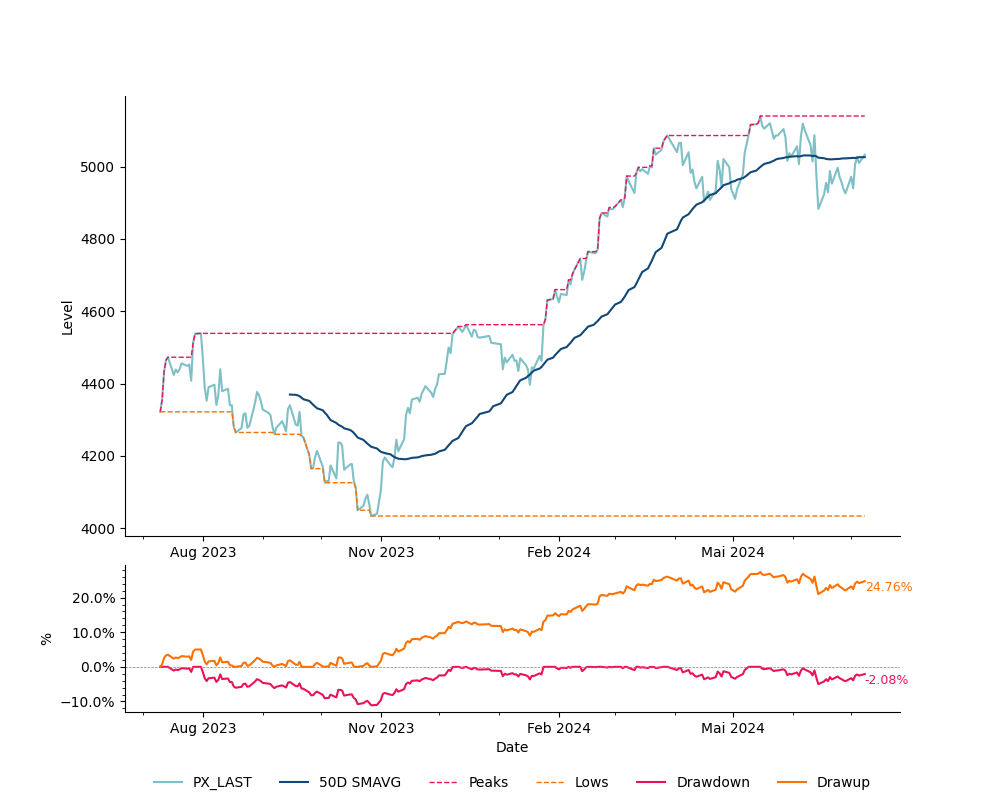 5000
4800
4600
4400
4200
4000
Level
Aug 2023 Nov 2023 Feb 2024 Mai 2024
20.0%
10.0%
0.0%
−10.0%
%
24.76%
-2.08%
Aug 2023 Nov 2023 Feb 2024 Mai 2024
Date
PX_LAST 50D SMAVG Peaks Lows Drawdown Drawup